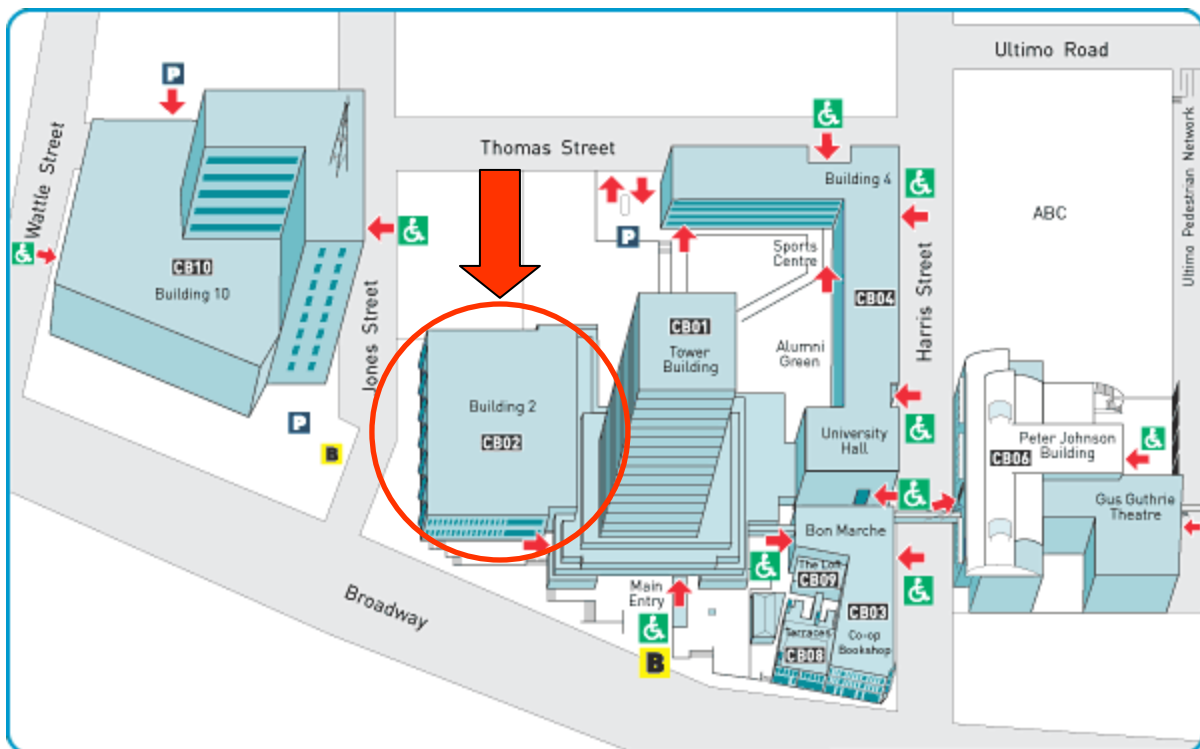 Ultimo Road
P
Wattle Street
Thomas Street
Building 4
Ultimo Pedestrian Network
ABC
P
Sports
Centre
CB10
Building 10
CB04
Harris Street
Jones Street
CB01
Tower
Building
Alumni
Green
Building 2
CB02
P
B
University
Hall
Peter Johnson
Building
CB06
Gus Guthrie
Theatre
Bon Marche
The Loft
CB09
Main
Entry
CB03
Broadway
Terraces
CB08
Co-op
Bookshop
B